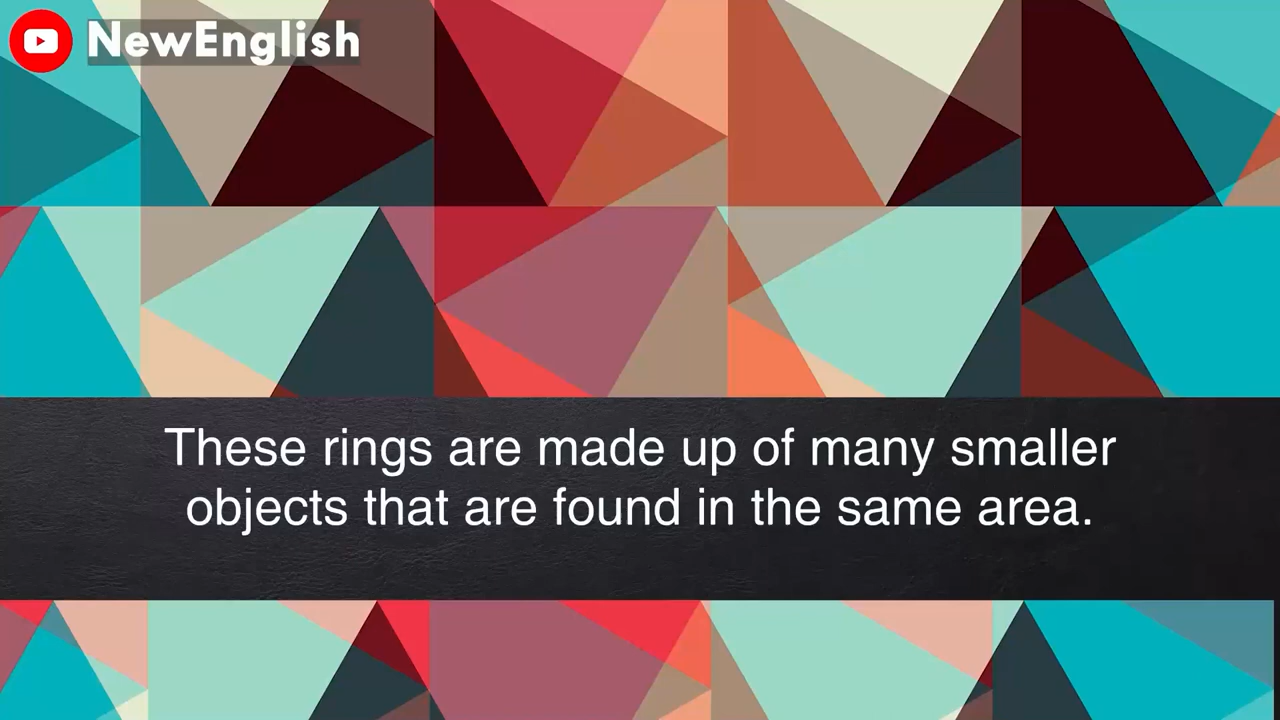 NewEnglish
These rings are made up of many smaller
objects that are found in the same area.